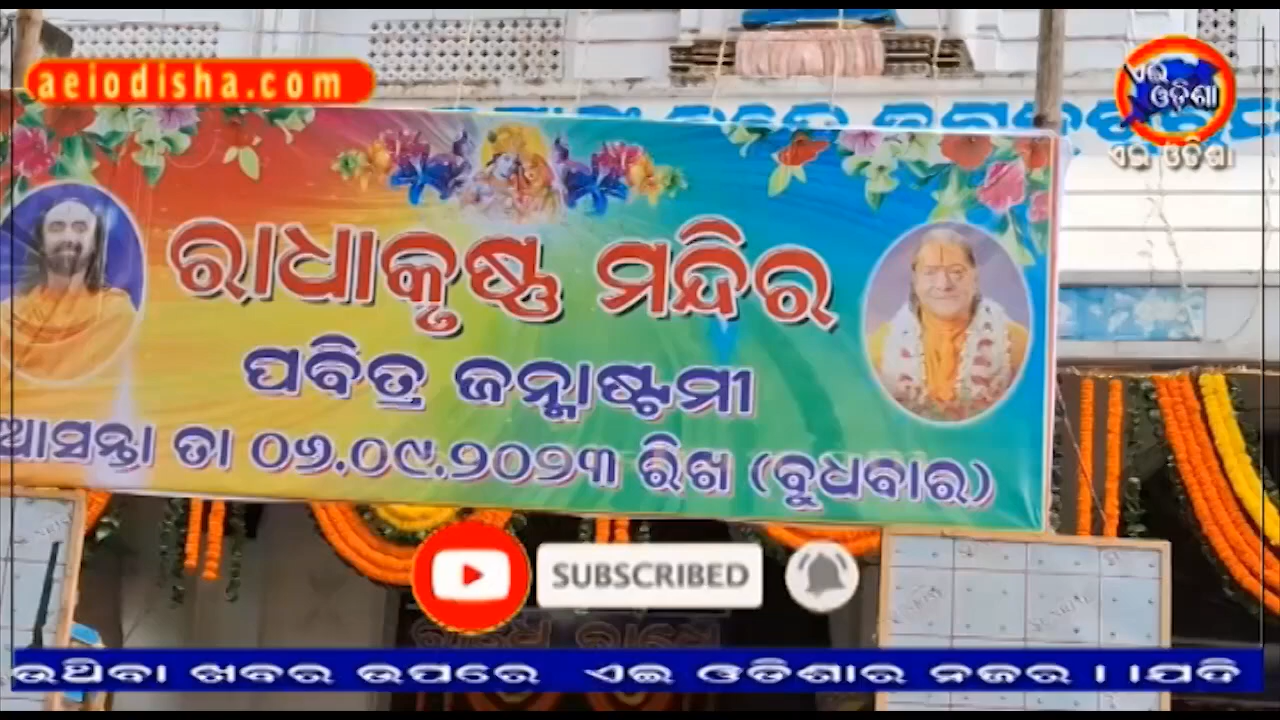 aeiodisha.com
ଏଇ
ଓଡ଼ିଶା
ଏଇ ଓଡିଶା
ରାଧାକୃଷ୍ଣ ମନ୍ଦିର
ପବିତ୍ର ଜନ୍ମାଷ୍ଟମୀ
ଆସନ୍ତା ତା ୦୬.୦୯.୨୦୨୩ ରିଖ (ବୁଧବାର)
SUBSCRIBED
ରାଧେ ରାଧେ
ଉଥିବା ଖବର ଉପରେ ଏଇ ଓଡିଶାର ନଜର । ।ଯଦି